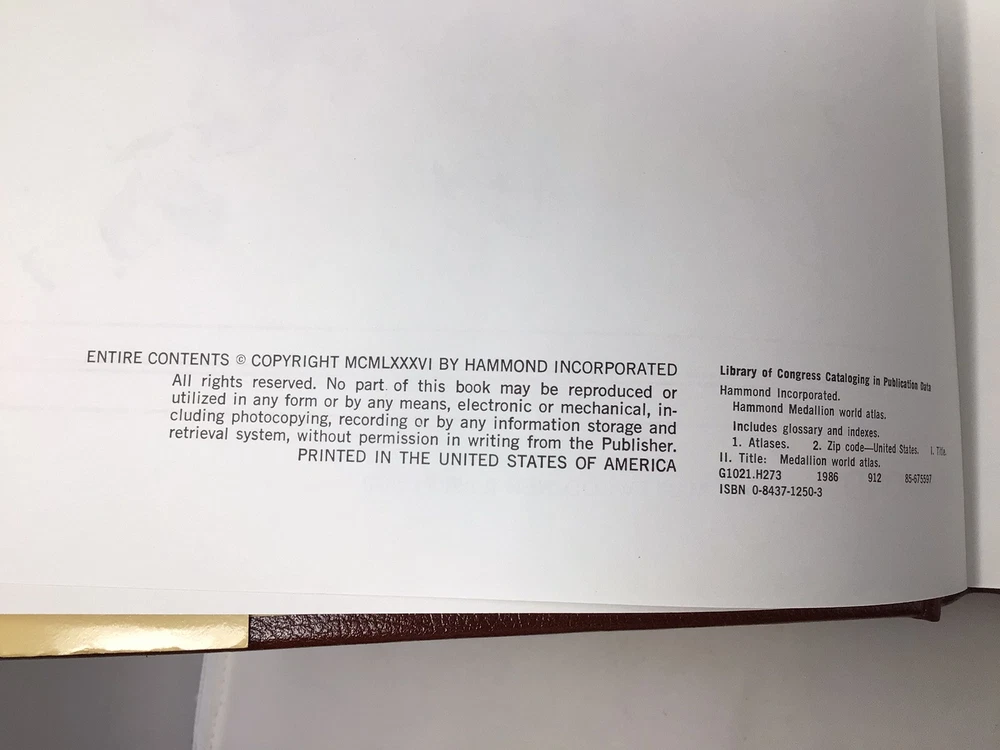 ENTIRE CONTENTS © COPYRIGHT MCMLXXXVI BY HAMMOND INCORPORATED
All rights reserved. No part of this book may be reproduced or
utilized in any form or by any means, electronic or mechanical, in-
cluding photocopying, recording or by any information storage and
retrieval system, without permission in writing from the Publisher.
PRINTED IN THE UNITED STATES OF AMERICA
Library of Congress Cataloging in Publication Data
Hammond Incorporated.
Hammond Medallion world atlas.
Includes glossary and indexes.
1. Atlases. 2. Zip code—United States. I. Title.
II. Title: Medallion world atlas.
G1021.H273 1986 912 85-675597
ISBN 0-8437-1250-3